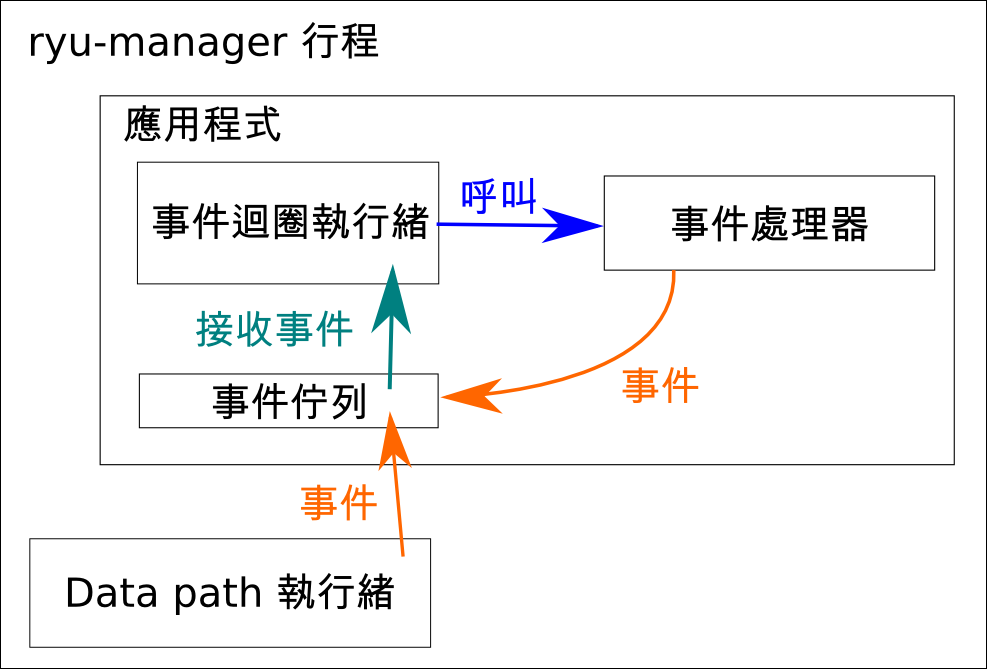 ryu-manager 行程
應用程式
呼叫
事件迴圈執行緒
事件處理器
接收事件
事件佇列
事件
事件
Data path 執行緒